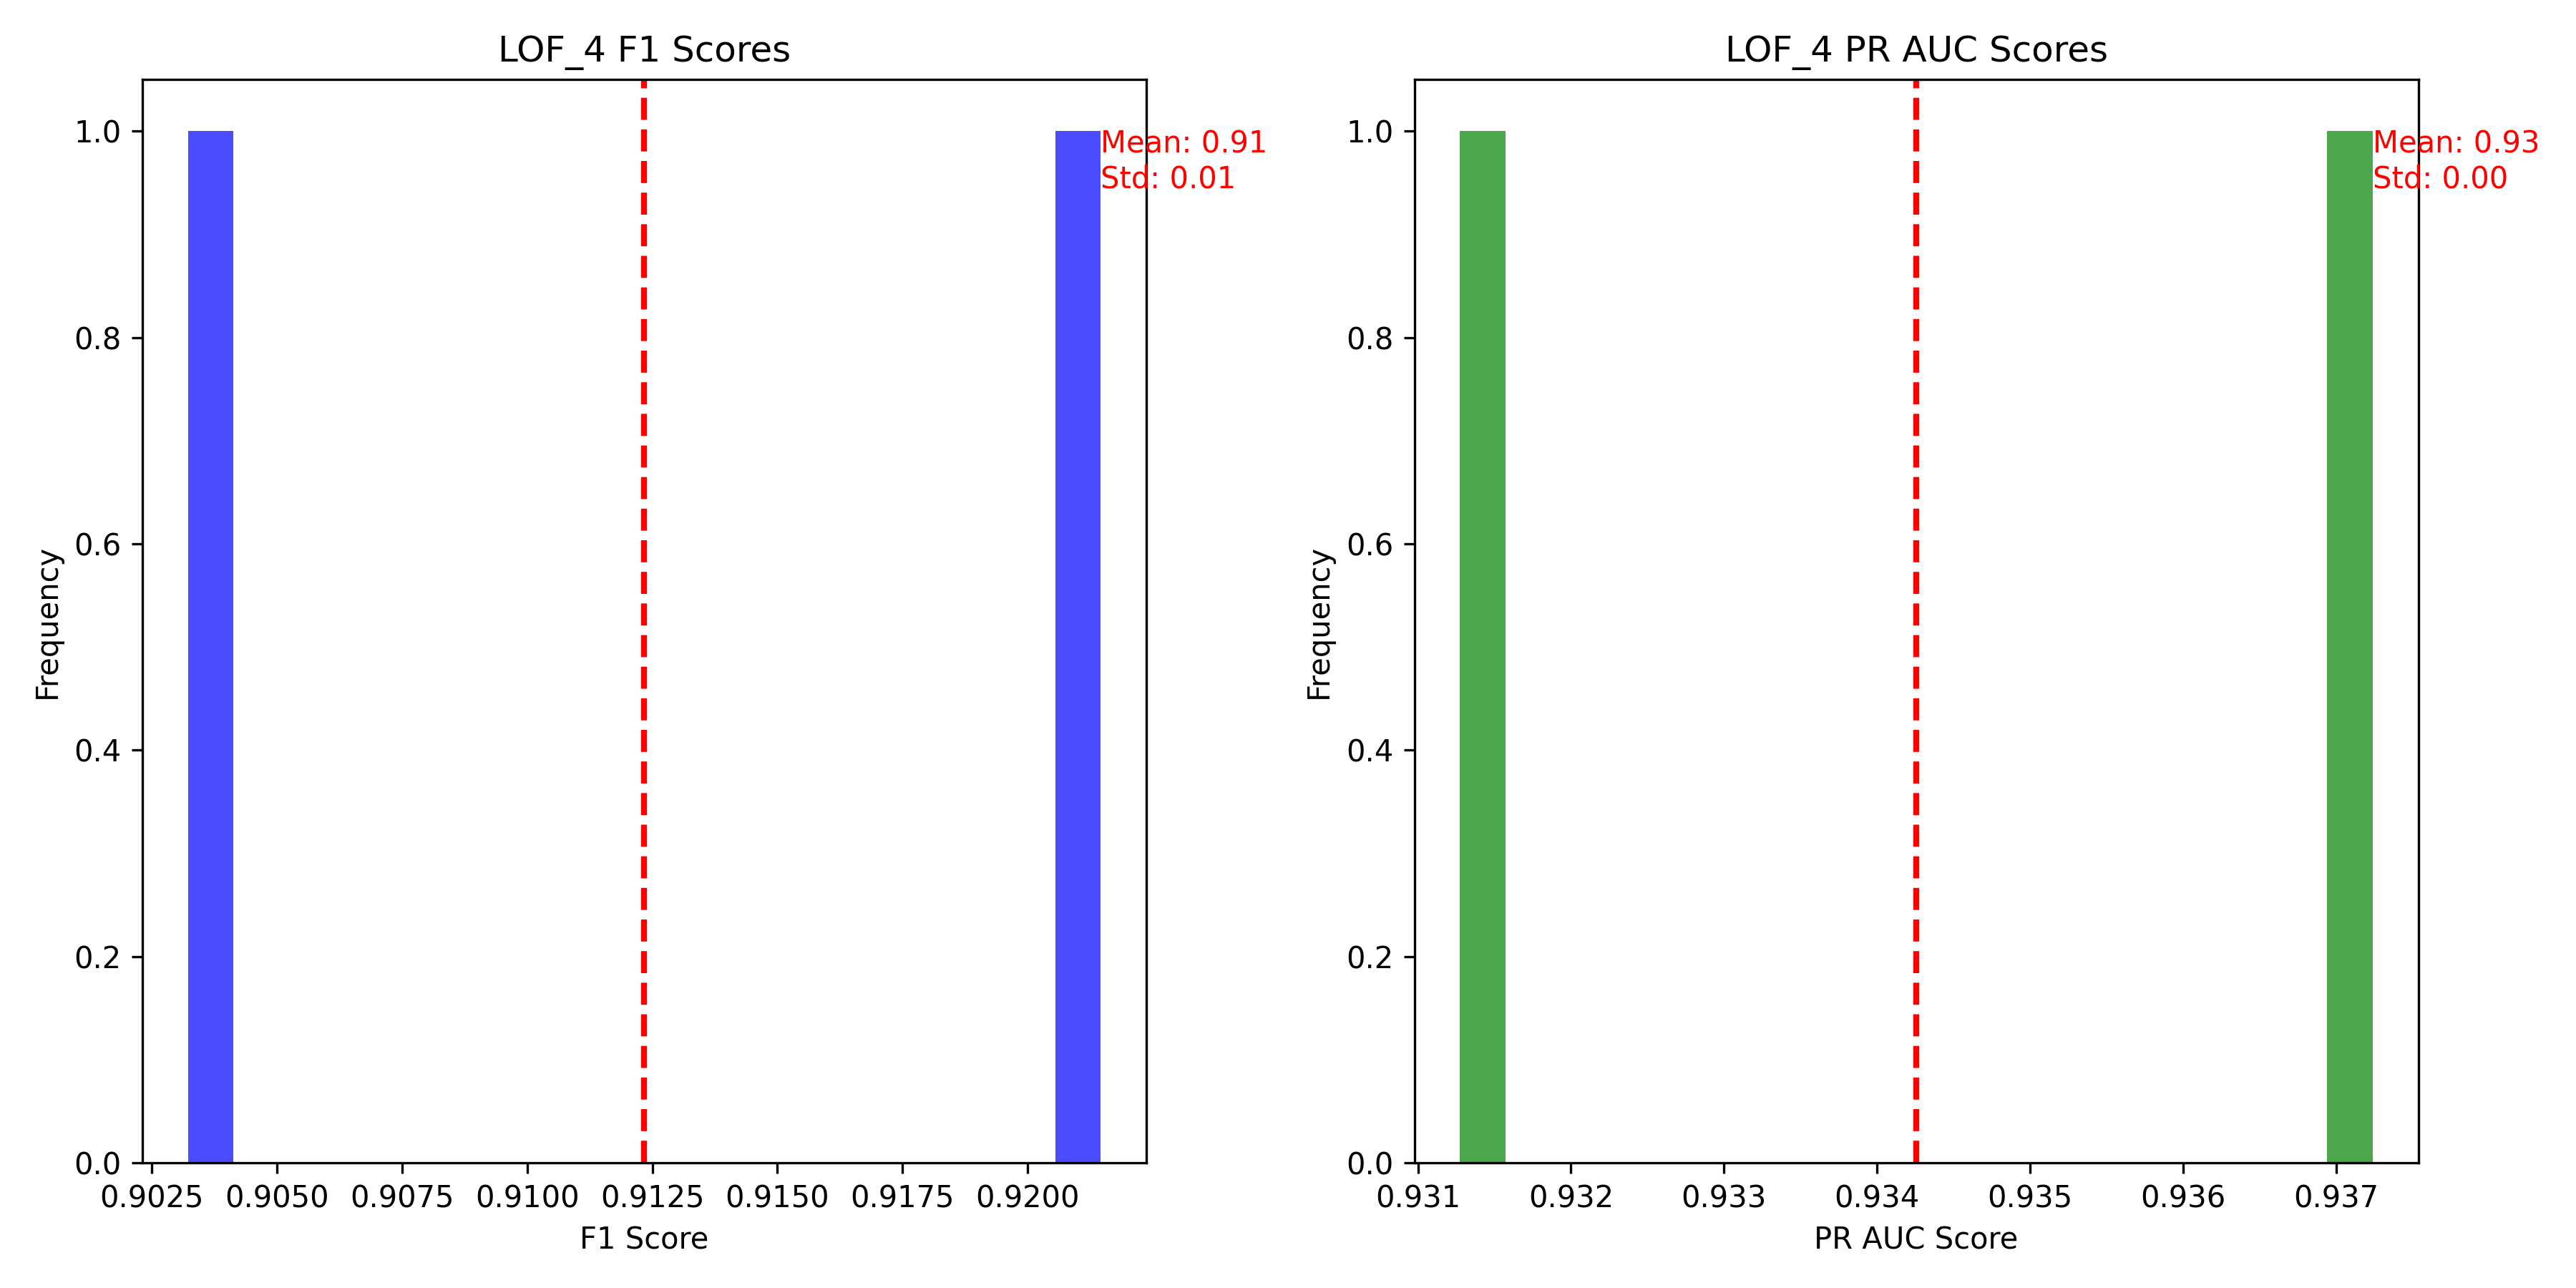 LOF_4 F1 Scores
1.0
0.8
0.6
0.4
0.2
0.0
Frequency
Mean: 0.91
Std: 0.01
0.9025 0.9050 0.9075 0.9100 0.9125 0.9150 0.9175 0.9200
F1 Score
LOF_4 PR AUC Scores
1.0
0.8
0.6
0.4
0.2
0.0
Frequency
Mean: 0.93
Std: 0.00
0.931 0.932 0.933 0.934 0.935 0.936 0.937
PR AUC Score